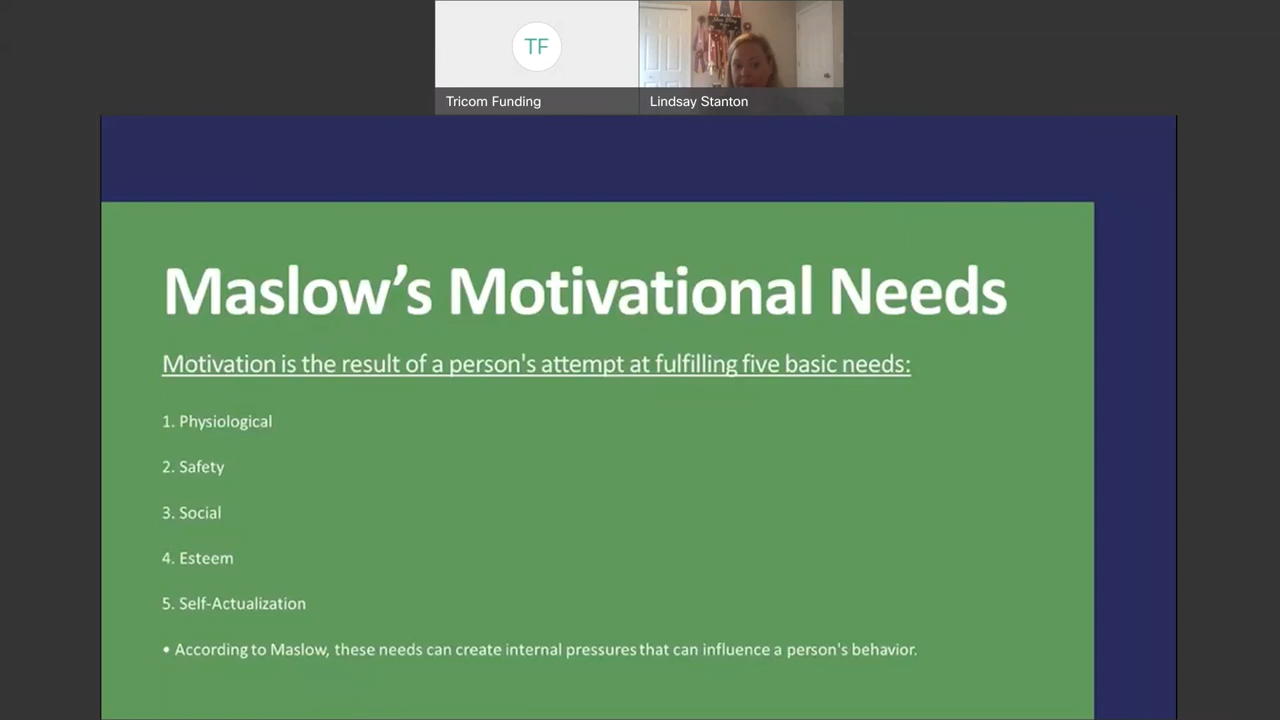 TF
Tricom Funding
Lindsay Stanton
Maslow’s Motivational Needs
Motivation is the result of a person's attempt at fulfilling five basic needs:
1. Physiological
2. Safety
3. Social
4. Esteem
5. Self-Actualization
• According to Maslow, these needs can create internal pressures that can influence a person's behavior.